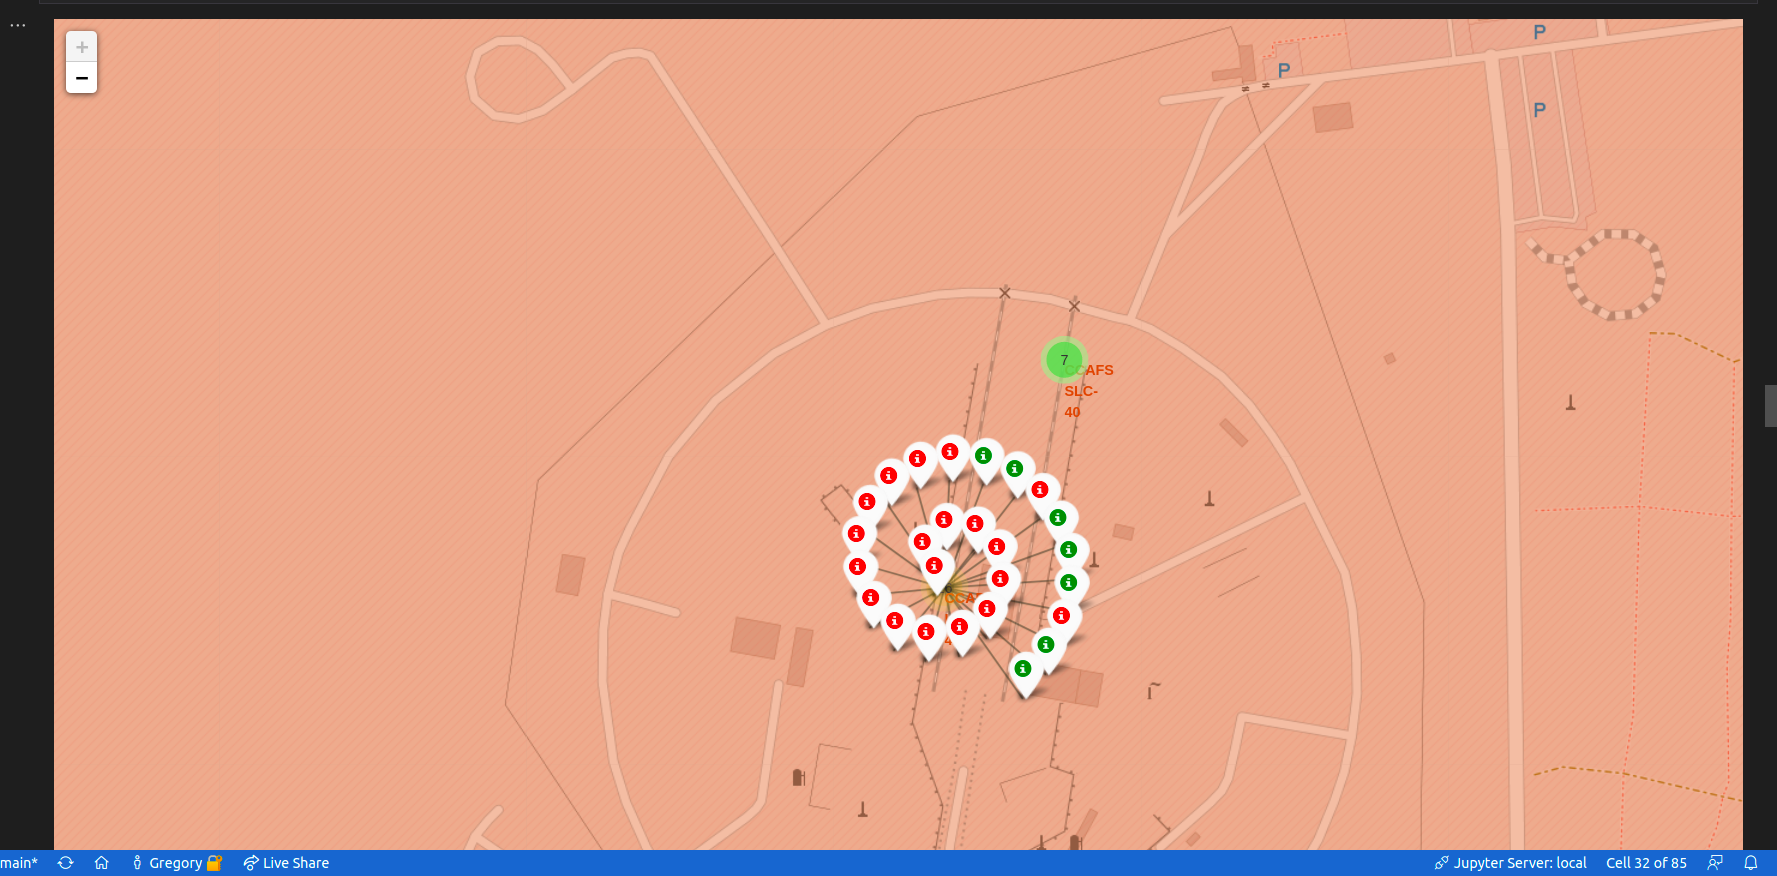 ...
+
−
P
P
P
7
CCAFS
SLC-
40
main*
Gregory
Live Share
Jupyter Server: local
Cell 32 of 85